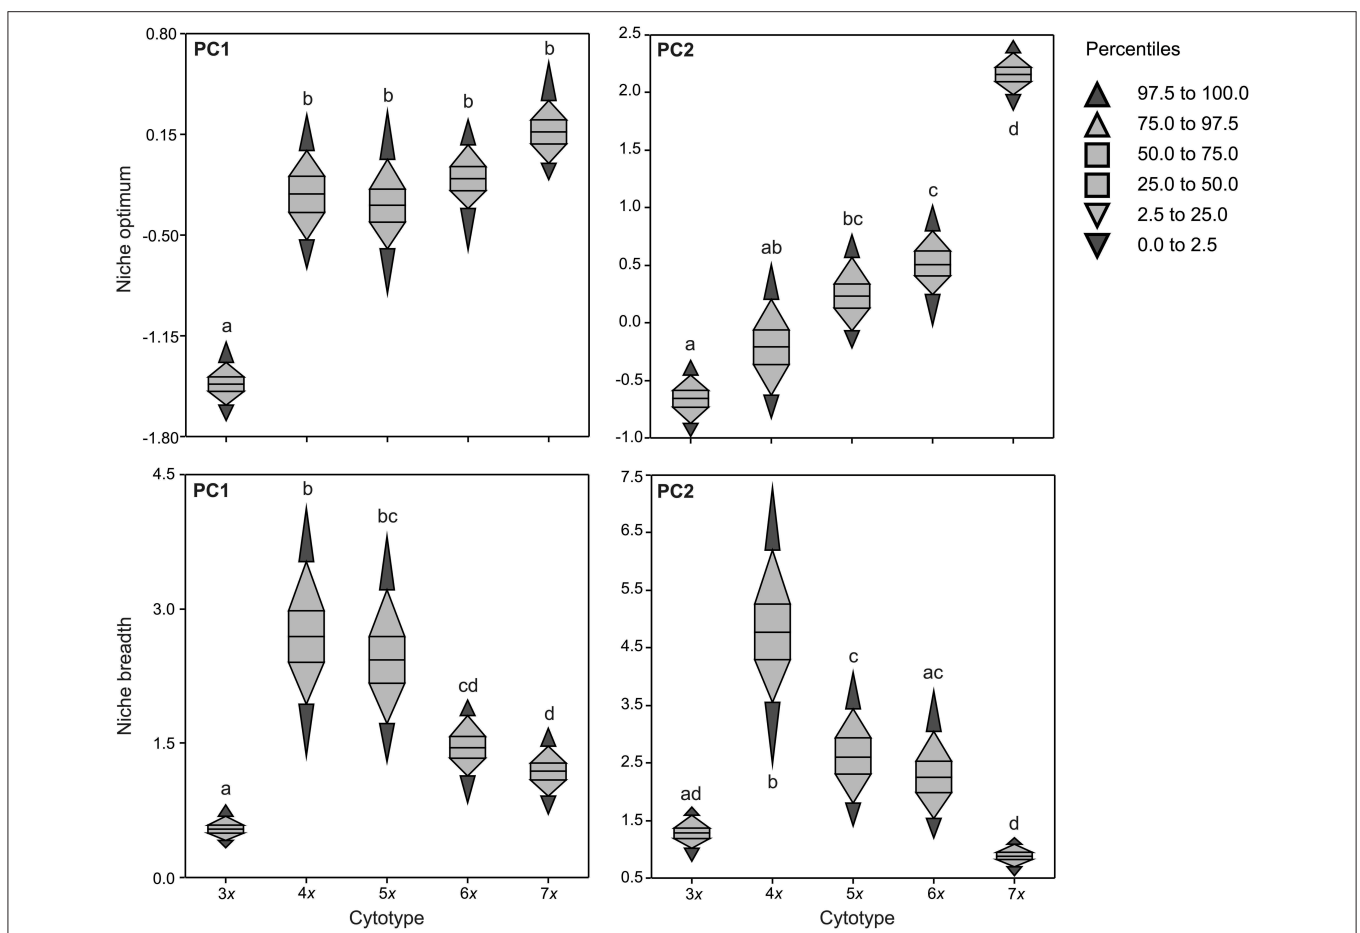 PC1
0.80
0.15
-0.50
-1.15
-1.80
Niche optimum
a
b
b
b
b
PC2
2.5
2.0
1.5
1.0
0.5
0.0
-0.5
-1.0
a
ab
bc
c
d
Percentiles
97.5 to 100.0
75.0 to 97.5
50.0 to 75.0
25.0 to 50.0
2.5 to 25.0
0.0 to 2.5
PC1
4.5
3.0
1.5
0.0
Niche breadth
a
b
bc
cd
d
3x 4x 5x 6x 7x
Cytotype
PC2
7.5
6.5
5.5
4.5
3.5
2.5
1.5
0.5
ad
b
c
ac
d
3x 4x 5x 6x 7x
Cytotype